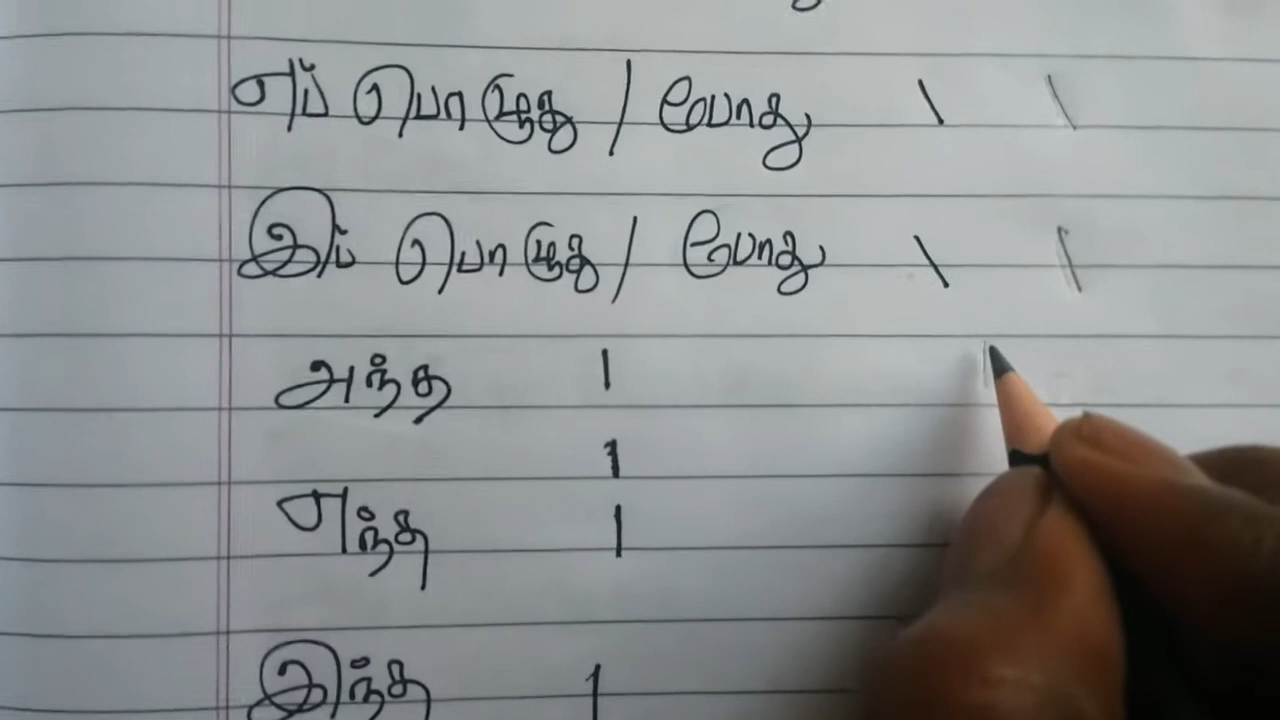 எப்பொழுது / போது
இப்பொழுது / போது
அந்த
எந்த
இந்த